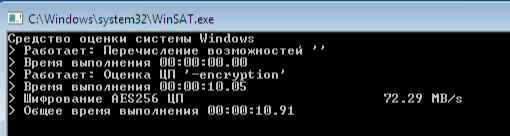 C:\Windows\system32\WinSAT.exe
Средство оценки системы Windows
> Работает: Перечисление возможностей ''
> Время выполнения 00:00:00.00
> Работает: Оценка ЦП '-encryption'
> Время выполнения 00:00:10.05
> Шифрование AES256 ЦП 72.29 MB/s
> Общее время выполнения 00:00:10.91